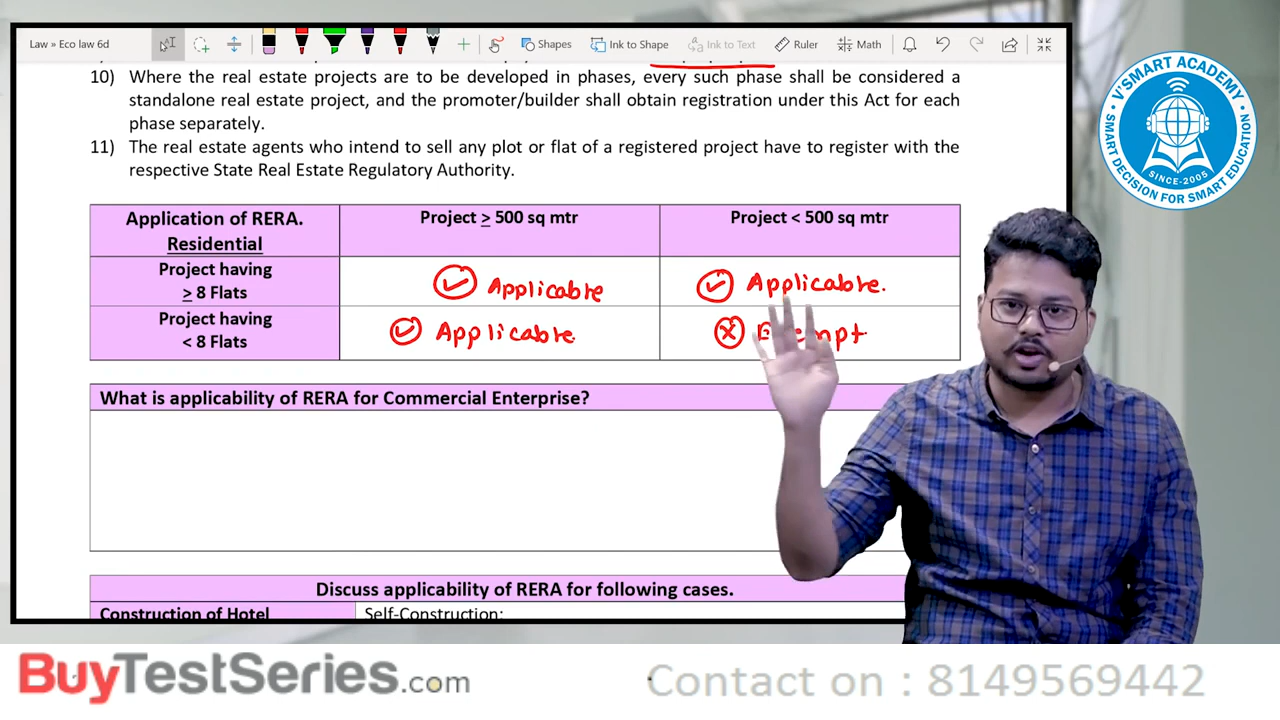 Law » Eco law 6d
Shapes
Ink to Shape
Ink to Text
Ruler
Math
10) Where the real estate projects are to be developed in phases, every such phase shall be considered a
standalone real estate project, and the promoter/builder shall obtain registration under this Act for each
phase separately.
11) The real estate agents who intend to sell any plot or flat of a registered project have to register with the
respective State Real Estate Regulatory Authority.
V'SMART ACADEMY
SMART DECISION FOR SMART EDUCATION
SINCE-2005
Application of RERA.
Residential
Project ≥ 500 sq mtr
Project < 500 sq mtr
Project having
≥ 8 Flats
Applicable
Applicable.
Project having
< 8 Flats
Applicable
Exempt
What is applicability of RERA for Commercial Enterprise?
Discuss applicability of RERA for following cases.
Construction of Hotel
Self-Construction:
BuyTestSeries.com
Contact on : 8149569442